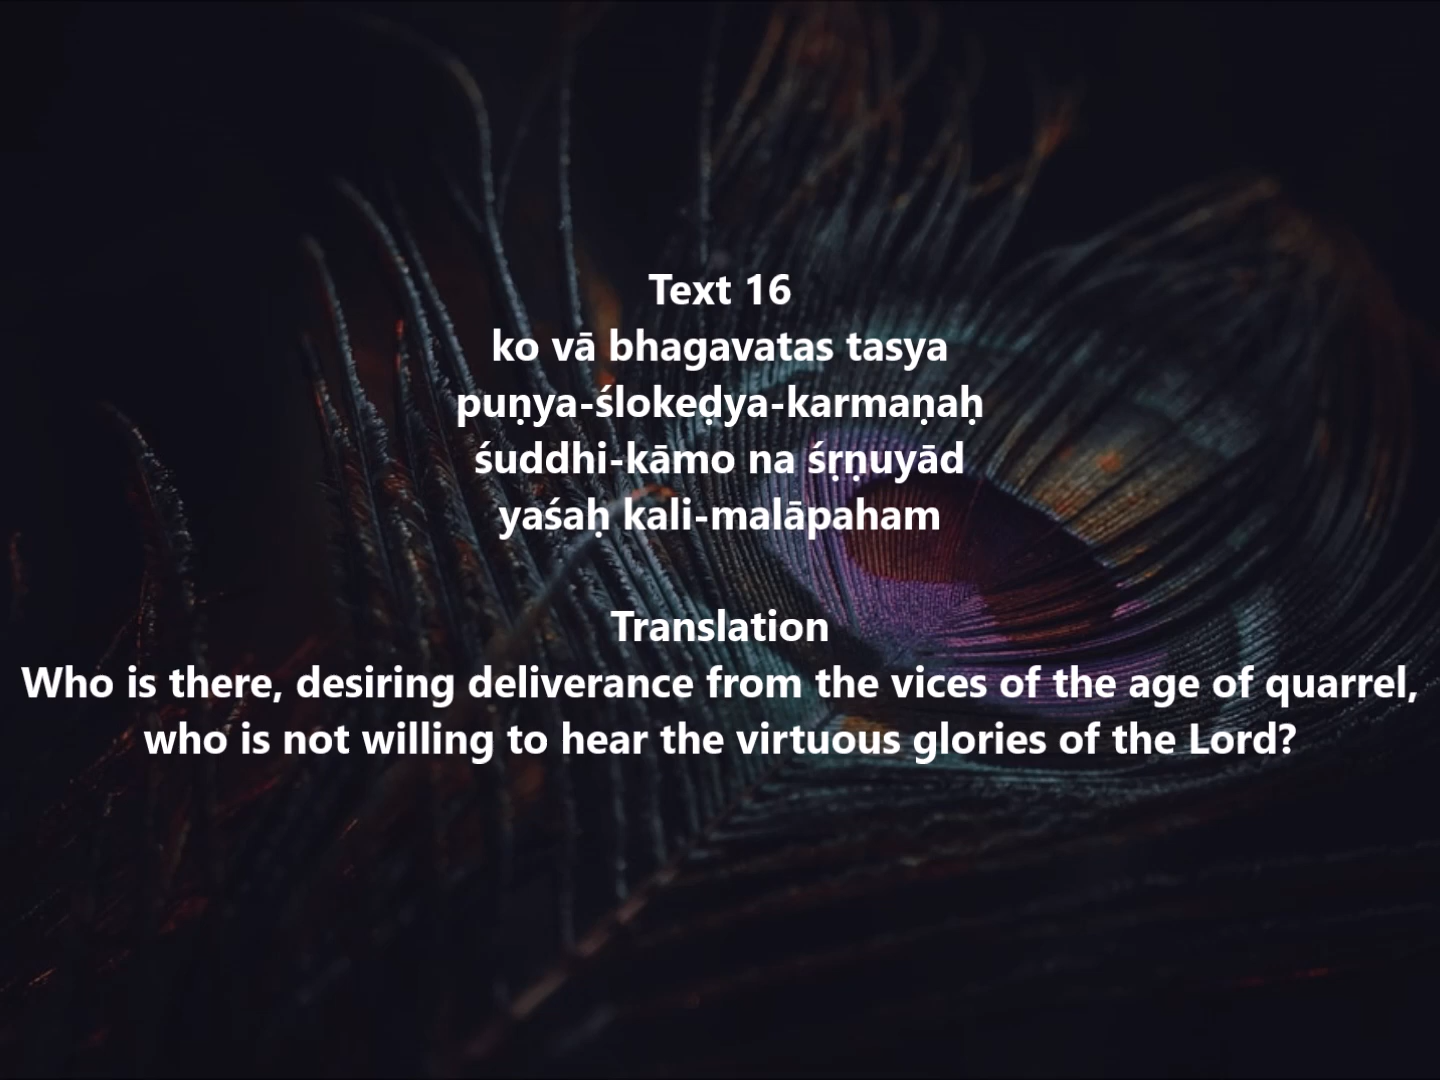 Text 16
ko vā bhagavatas tasya
puṇya-ślokeḍya-karmaṇaḥ
śuddhi-kāmo na śṛṇuyād
yaśaḥ kali-malāpaham
Translation
Who is there, desiring deliverance from the vices of the age of quarrel,
who is not willing to hear the virtuous glories of the Lord?